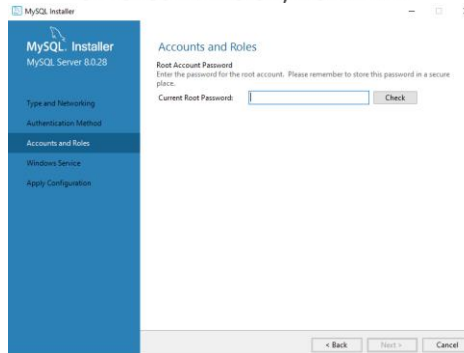 MySQL Installer
MySQL. Installer
MySQL Server 8.0.28
Type and Networking
Authentication Method
Accounts and Roles
Windows Service
Apply Configuration
Accounts and Roles
Root Account Password
Enter the password for the root account. Please remember to store this password in a secure
place.
Current Root Password:
Check
< Back
Next >
Cancel